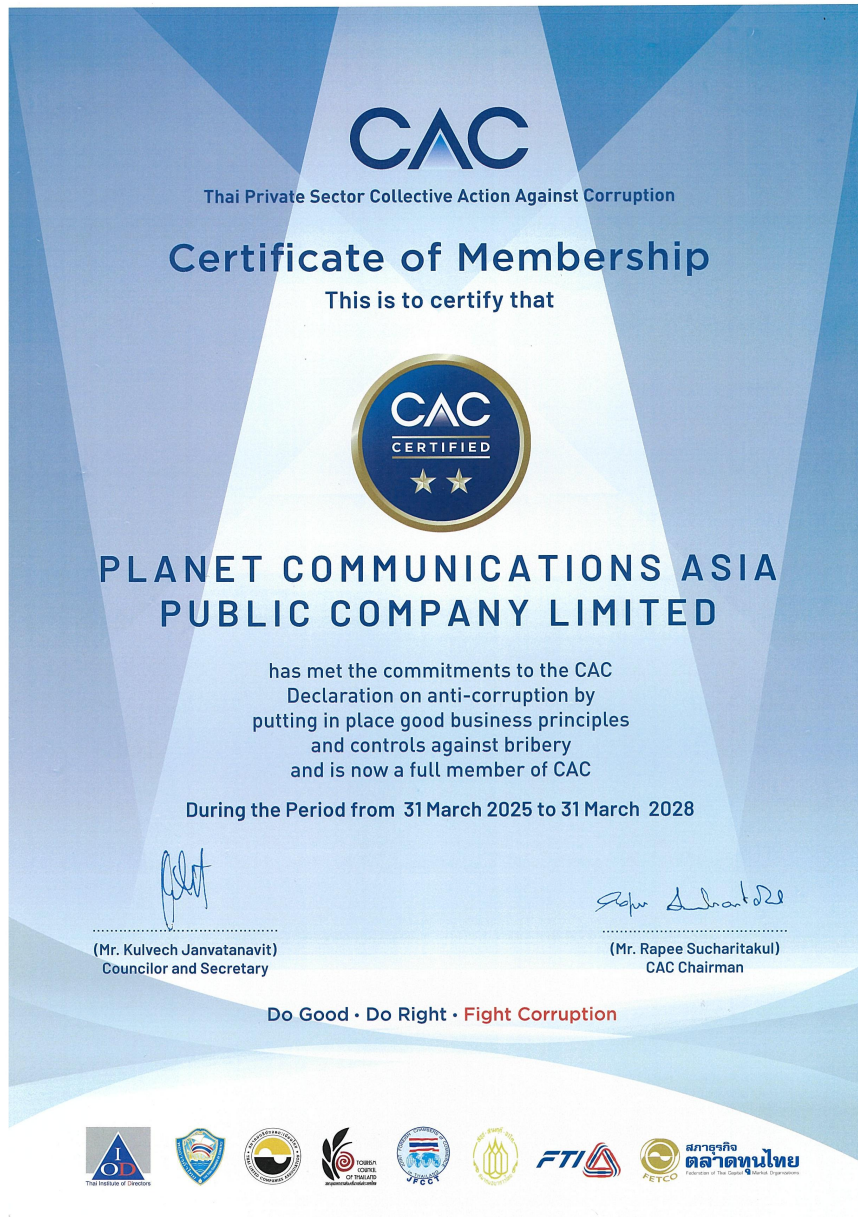 CAC
Thai Private Sector Collective Action Against Corruption
Certificate of Membership
This is to certify that
CAC
CERTIFIED
PLANET COMMUNICATIONS ASIA
PUBLIC COMPANY LIMITED
has met the commitments to the CAC
Declaration on anti-corruption by
putting in place good business principles
and controls against bribery
and is now a full member of CAC
During the Period from 31 March 2025 to 31 March 2028
(Mr. Kulvech Janvatanavit)
Councilor and Secretary
(Mr. Rapee Sucharitakul)
CAC Chairman
Do Good · Do Right · Fight Corruption
IOD
Thai Institute of Directors
TOURISM
COUNCIL
OF THAILAND
JFCCT
FTI
FETCO
สภาธุรกิจ
ตลาดทุนไทย
Federation of Thai Capital Market Organizations